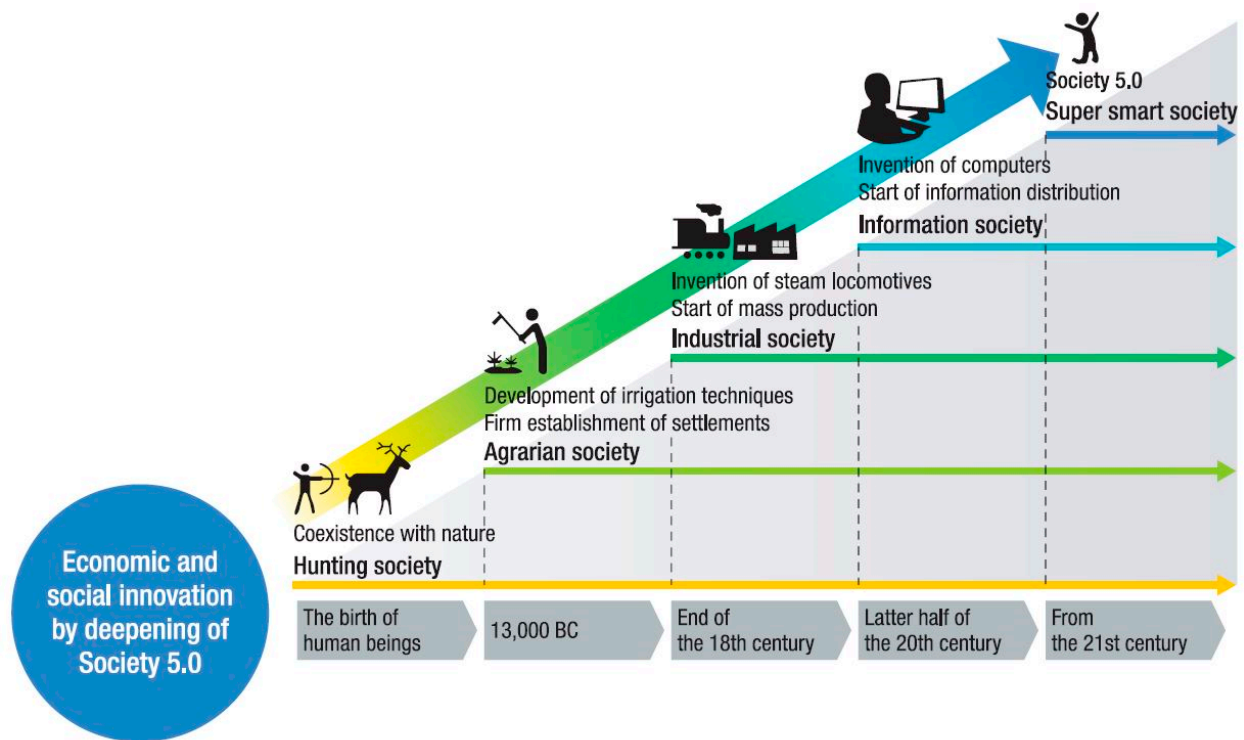 Society 5.0
Super smart society
Invention of computers
Start of information distribution
Information society
Invention of steam locomotives
Start of mass production
Industrial society
Development of irrigation techniques
Firm establishment of settlements
Agrarian society
Coexistence with nature
Hunting society
Economic and
social innovation
by deepening of
Society 5.0
The birth of
human beings
13,000 BC
End of
the 18th century
Latter half of
the 20th century
From
the 21st century